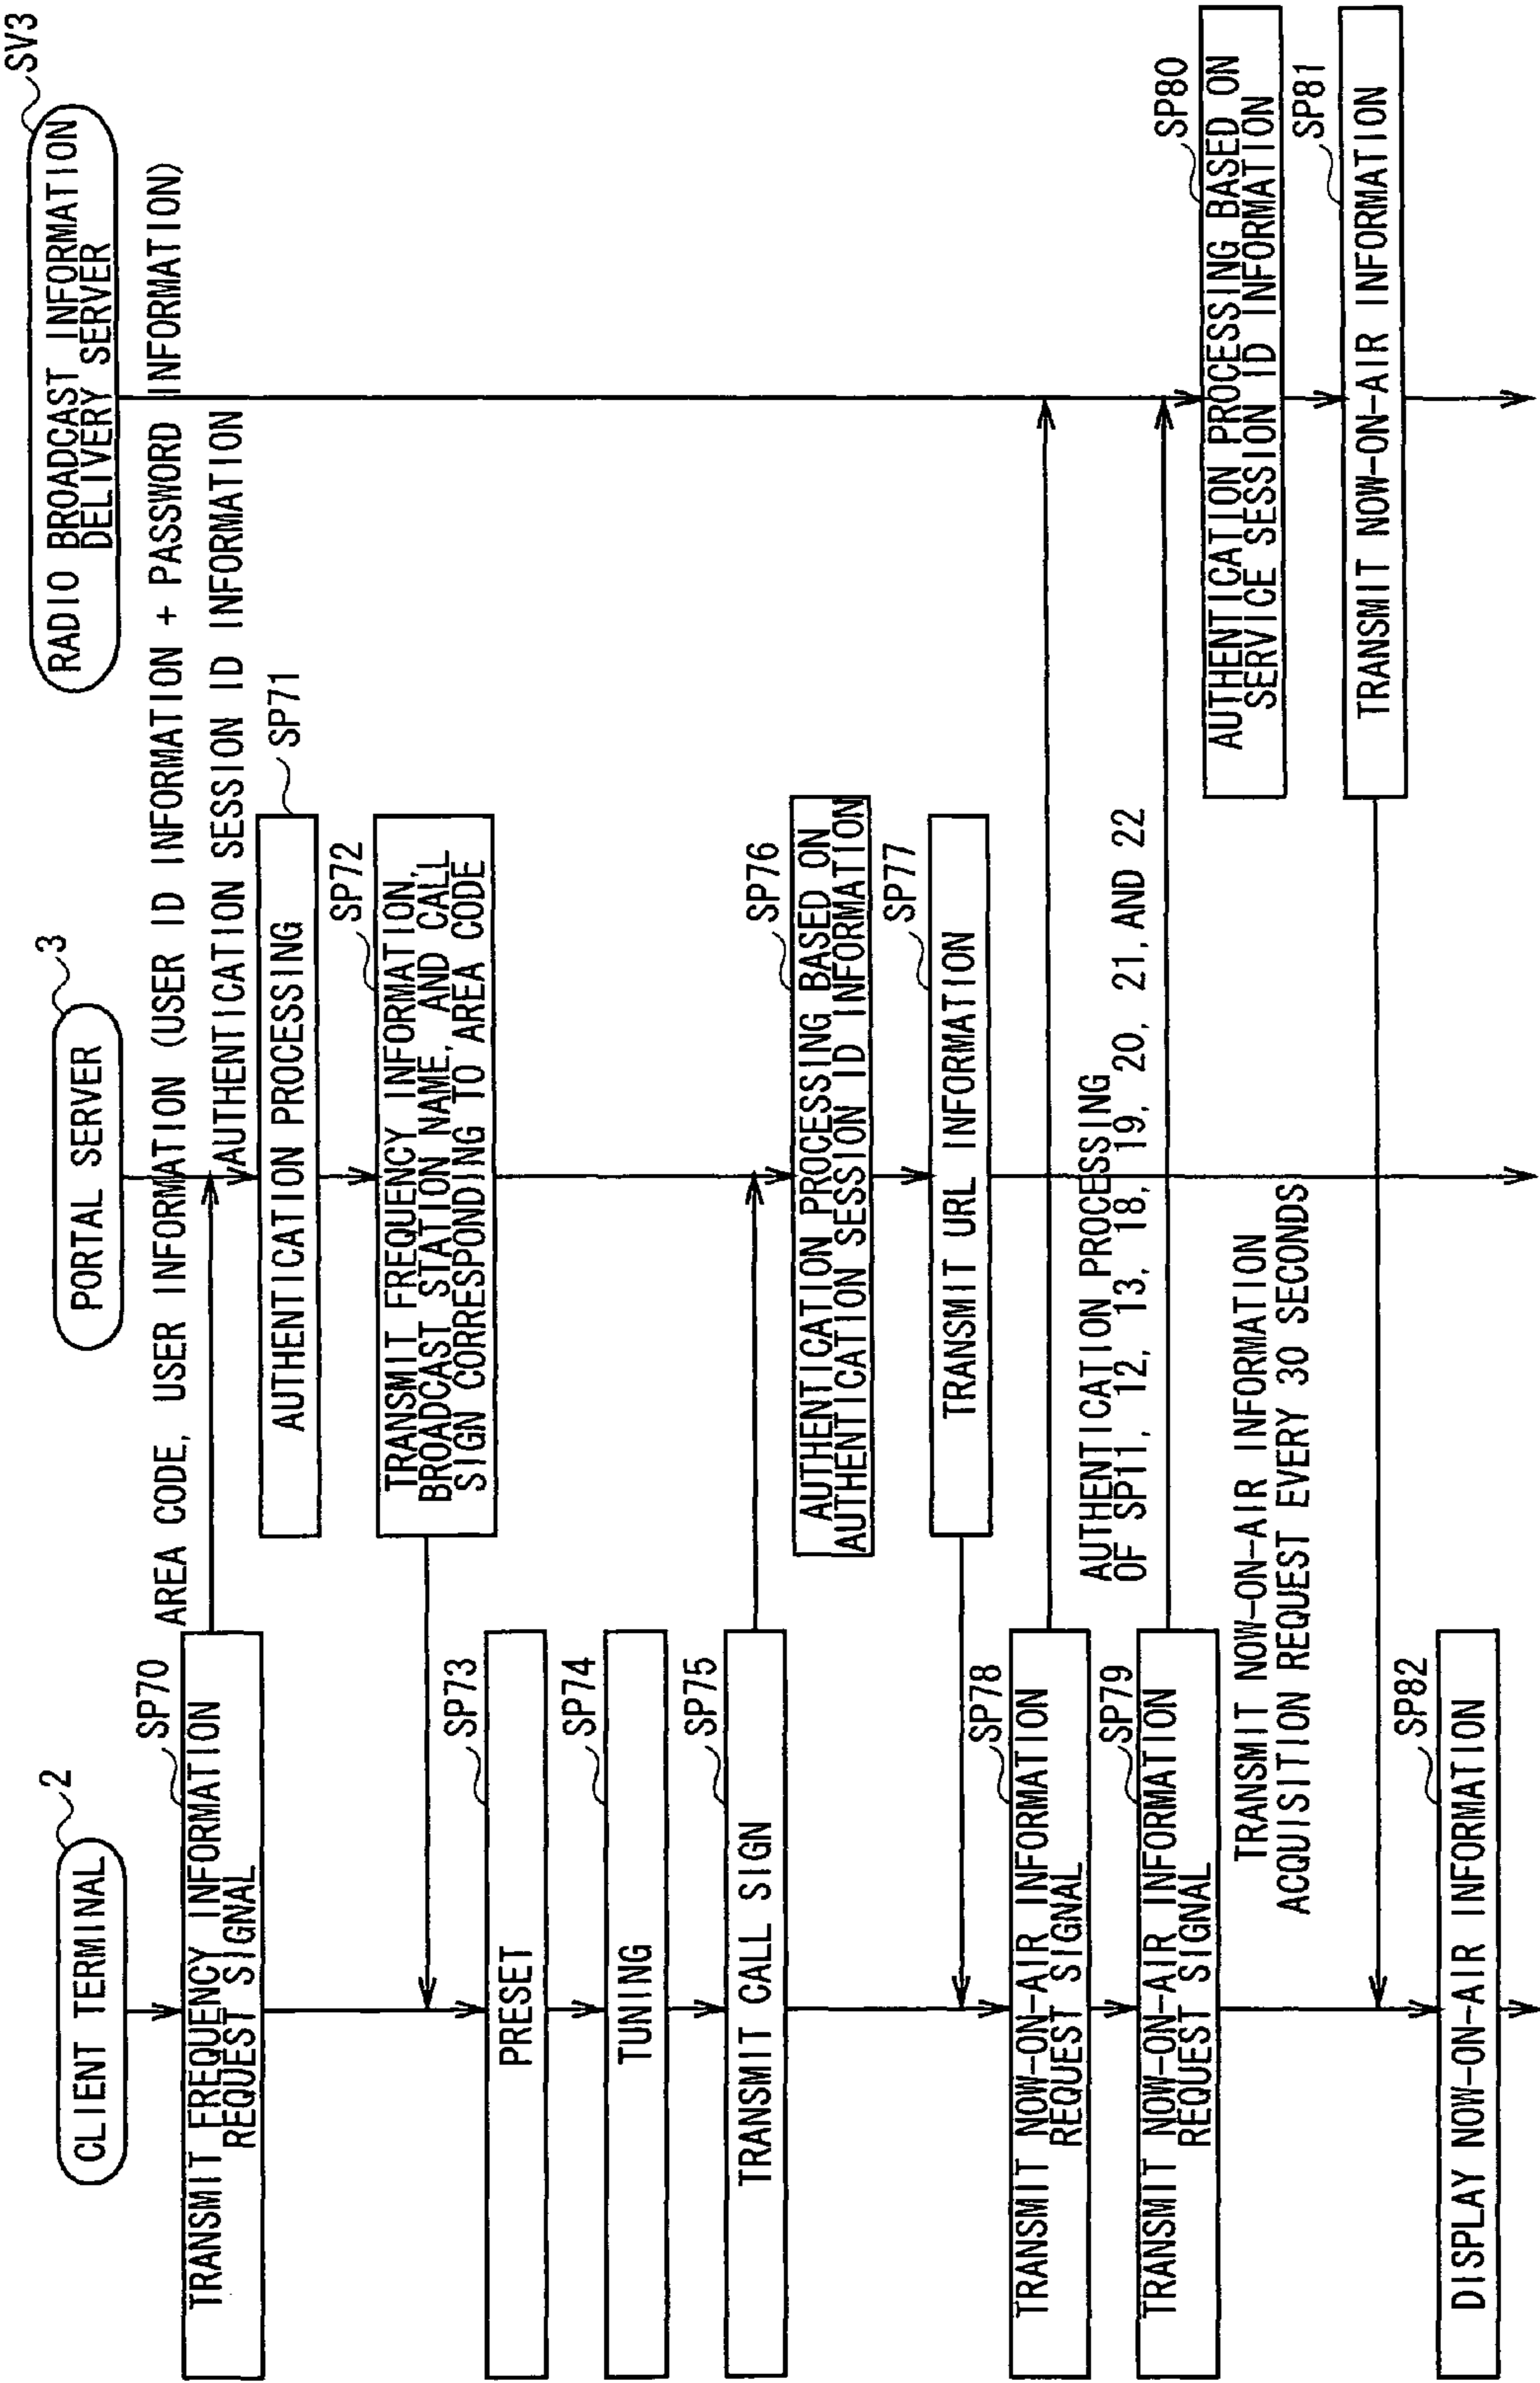 CLIENT TERMINAL
2
PORTAL SERVER
3
RADIO BROADCAST INFORMATION
DELIVERY SERVER
SV3
SP70
TRANSMIT FREQUENCY INFORMATION
REQUEST SIGNAL
AREA CODE, USER INFORMATION (USER ID INFORMATION + PASSWORD INFORMATION)
AUTHENTICATION SESSION ID INFORMATION
SP71
AUTHENTICATION PROCESSING
SP72
TRANSMIT FREQUENCY INFORMATION,
BROADCAST STATION NAME, AND CALL
SIGN CORRESPONDING TO AREA CODE
SP73
PRESET
SP74
TUNING
SP75
TRANSMIT CALL SIGN
SP76
AUTHENTICATION PROCESSING BASED ON
AUTHENTICATION SESSION ID INFORMATION
SP77
TRANSMIT URL INFORMATION
SP78
TRANSMIT NOW-ON-AIR INFORMATION
REQUEST SIGNAL
AUTHENTICATION PROCESSING
OF SP11, 12, 13, 18, 19, 20, 21, AND 22
SP79
TRANSMIT NOW-ON-AIR INFORMATION
REQUEST SIGNAL
SP80
AUTHENTICATION PROCESSING BASED ON
SERVICE SESSION ID INFORMATION
TRANSMIT NOW-ON-AIR INFORMATION
ACQUISITION REQUEST EVERY 30 SECONDS
SP81
TRANSMIT NOW-ON-AIR INFORMATION
SP82
DISPLAY NOW-ON-AIR INFORMATION